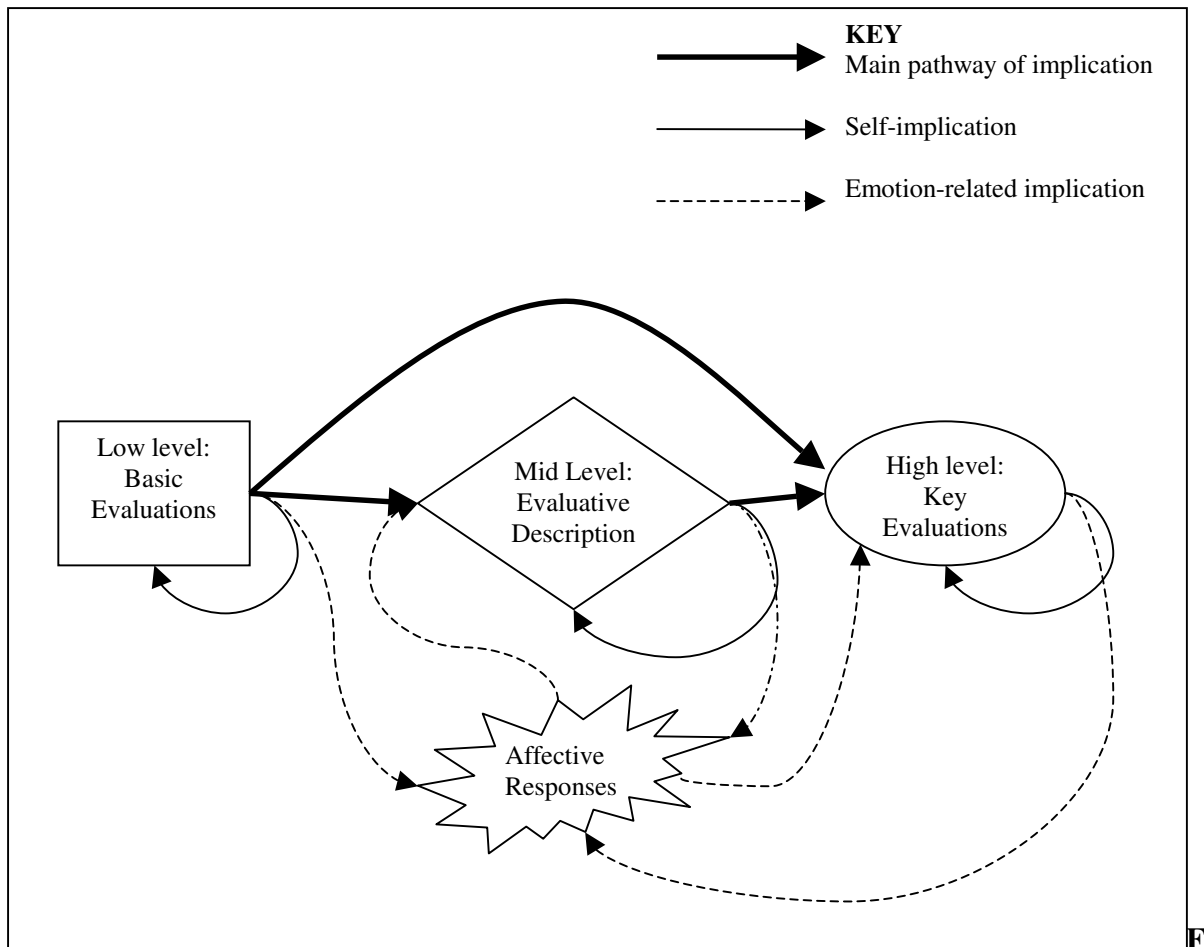 KEY
Main pathway of implication
Self-implication
Emotion-related implication
Low level:
Basic
Evaluations
Mid Level:
Evaluative
Description
High level:
Key
Evaluations
Affective
Responses